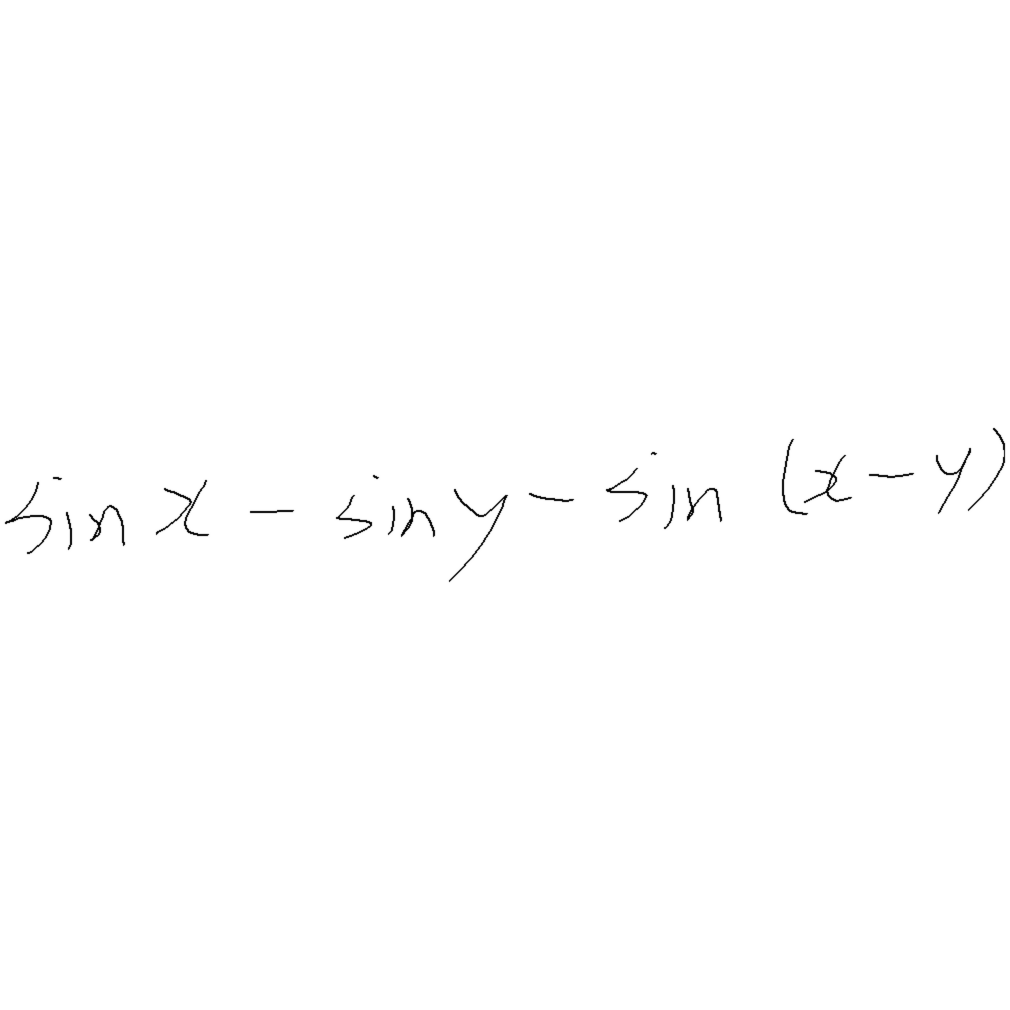 sin x - sin y - sin (x - y)